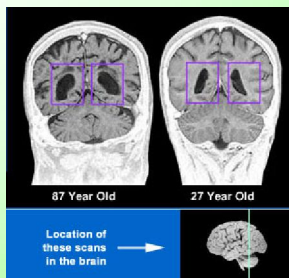 87 Year Old
27 Year Old
Location of
these scans
in the brain